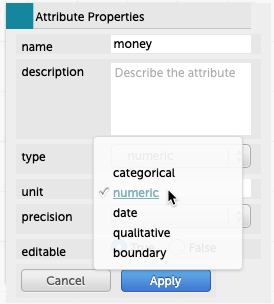 Attribute Properties
name money
description Describe the attribute
type numeric
categorical
unit numeric
date
precision
qualitative
editable True False
boundary
Cancel Apply